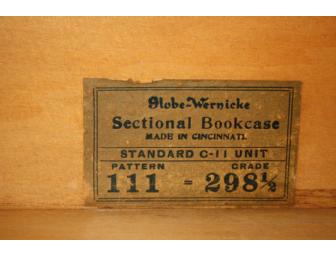 Globe-Wernicke
Sectional Bookcase
MADE IN CINCINNATI.
STANDARD C-11 UNIT
PATTERN GRADE
111 = 298½